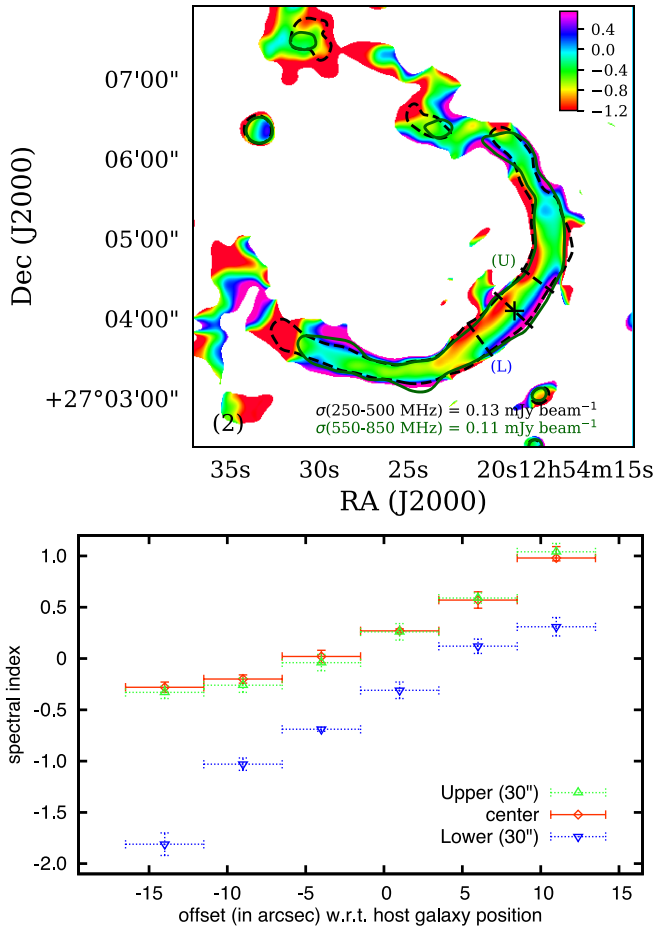 0.4
0.0
−0.4
−0.8
−1.2
07'00"
06'00"
05'00"
04'00"
+27°03'00"
Dec (J2000)
(U)
(L)
(2)
σ(250-500 MHz) = 0.13 mJy beam⁻¹
σ(550-850 MHz) = 0.11 mJy beam⁻¹
35s 30s 25s 20s12h54m15s
RA (J2000)
1.0
0.5
0
-0.5
-1.0
-1.5
-2.0
spectral index
Upper (30")
center
Lower (30")
-15 -10 -5 0 5 10 15
offset (in arcsec) w.r.t. host galaxy position